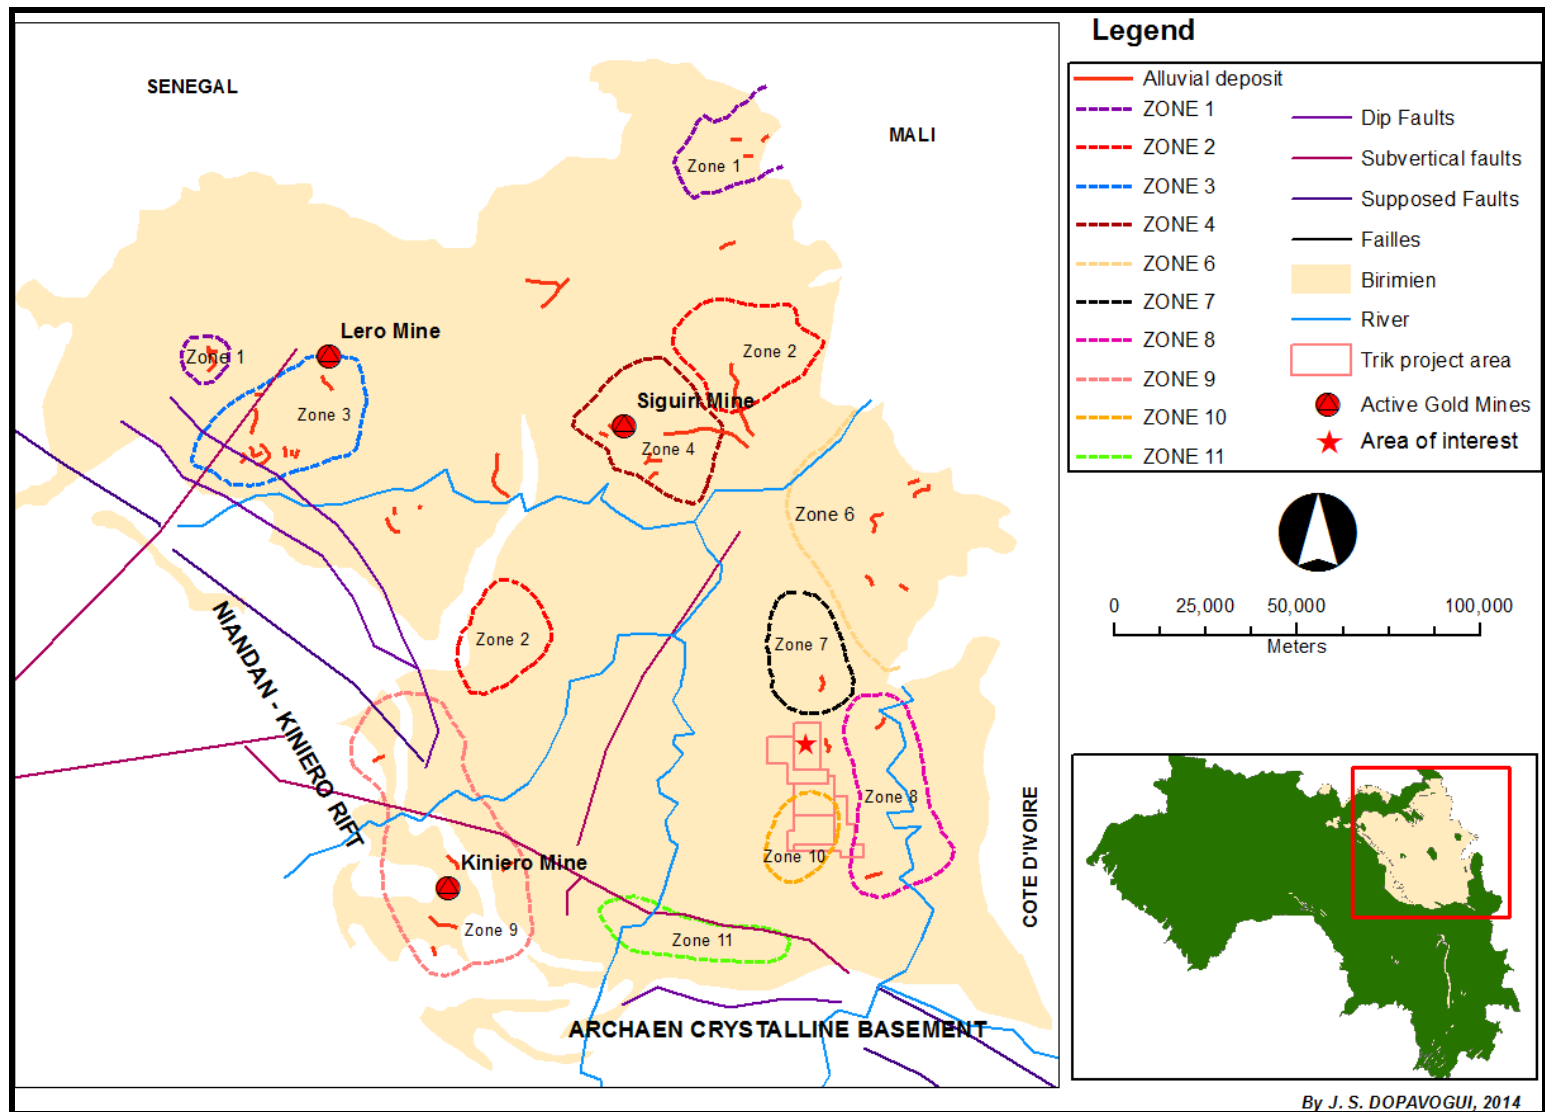 SENEGAL
MALI
Zone 1
Lero Mine
Zone 1
Zone 2
Zone 3
Siguiri Mine
Zone 4
Zone 6
Zone 2
Zone 7
NIANDAN - KINIERO RIFT
Zone 8
Zone 10
COTE D'IVOIRE
Kiniero Mine
Zone 9
Zone 11
ARCHAEN CRYSTALLINE BASEMENT
Legend
Alluvial deposit
ZONE 1
ZONE 2
ZONE 3
ZONE 4
ZONE 6
ZONE 7
ZONE 8
ZONE 9
ZONE 10
ZONE 11
Dip Faults
Subvertical faults
Supposed Faults
Failles
Birimien
River
Trik project area
Active Gold Mines
Area of interest
0 25,000 50,000 100,000
Meters
By J. S. DOPAVOGUI, 2014